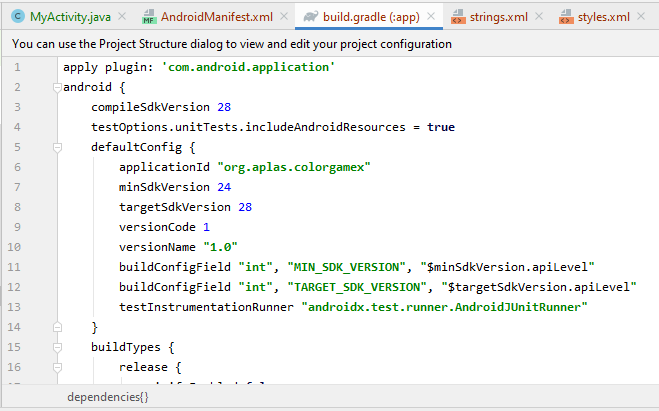 MyActivity.java AndroidManifest.xml build.gradle (:app) strings.xml styles.xml
You can use the Project Structure dialog to view and edit your project configuration
1 apply plugin: 'com.android.application'
2 android {
3 compileSdkVersion 28
4 testOptions.unitTests.includeAndroidResources = true
5 defaultConfig {
6 applicationId "org.aplas.colorgamex"
7 minSdkVersion 24
8 targetSdkVersion 28
9 versionCode 1
10 versionName "1.0"
11 buildConfigField "int", "MIN_SDK_VERSION", "$minSdkVersion.apiLevel"
12 buildConfigField "int", "TARGET_SDK_VERSION", "$targetSdkVersion.apiLevel"
13 testInstrumentationRunner "androidx.test.runner.AndroidJUnitRunner"
14 }
15 buildTypes {
16 release {
dependencies{}